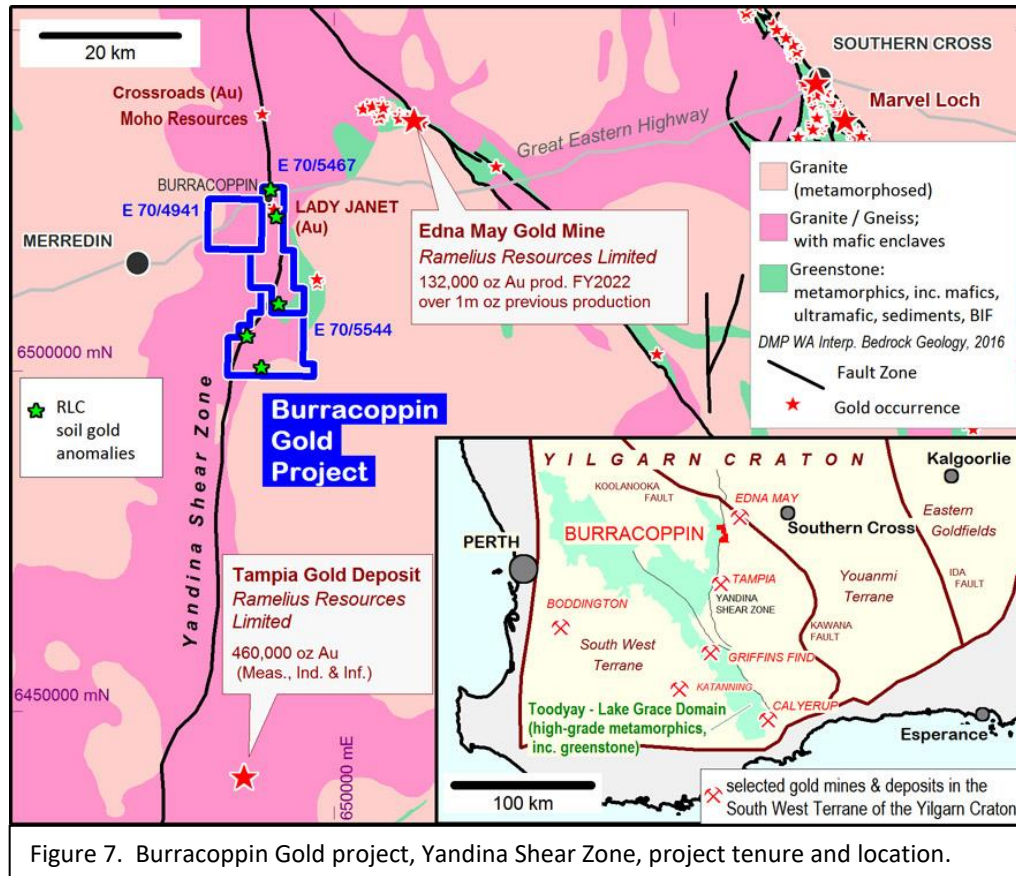 20 km
SOUTHERN CROSS
Crossroads (Au)
Moho Resources
Marvel Loch
Great Eastern Highway
E 70/5467
BURRACOPPIN
E 70/4941
LADY JANET
(Au)
MERREDIN
Edna May Gold Mine
Ramelius Resources Limited
132,000 oz Au prod. FY2022
over 1m oz previous production
Granite
(metamorphosed)
Granite / Gneiss;
with mafic enclaves
Greenstone:
metamorphics, inc. mafics,
ultramafic, sediments, BIF
DMP WA Interp. Bedrock Geology, 2016
Fault Zone
Gold occurrence
E 70/5544
6500000 mN
RLC
soil gold
anomalies
Burracoppin
Gold
Project
Yandina Shear Zone
Tampia Gold Deposit
Ramelius Resources
Limited
460,000 oz Au
(Meas., Ind. & Inf.)
6450000 mN
650000 mE
YILGARN CRATON
KOOLANOOKA
FAULT
Kalgoorlie
EDNA MAY
Southern Cross
Eastern
Goldfields
BURRACOPPIN
PERTH
TAMPIA
YANDINA
SHEAR ZONE
Youanmi
Terrane
IDA
FAULT
BODDINGTON
South West
Terrane
KAWANA
FAULT
GRIFFINS FIND
KATANNING
CALYERUP
Toodyay - Lake Grace Domain
(high-grade metamorphics,
inc. greenstone)
Esperance
100 km
selected gold mines & deposits in the
South West Terrane of the Yilgarn Craton
Figure 7. Burracoppin Gold project, Yandina Shear Zone, project tenure and location.